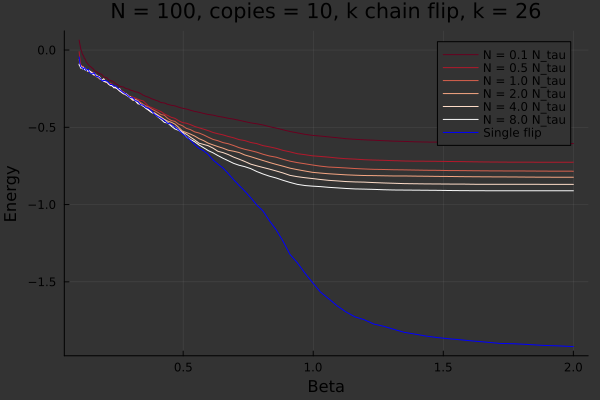 N = 100, copies = 10, k chain flip, k = 26
N = 0.1 N_tau
N = 0.5 N_tau
N = 1.0 N_tau
N = 2.0 N_tau
N = 4.0 N_tau
N = 8.0 N_tau
Single flip
Energy
0.0
−0.5
−1.0
−1.5
0.5
1.0
1.5
2.0
Beta